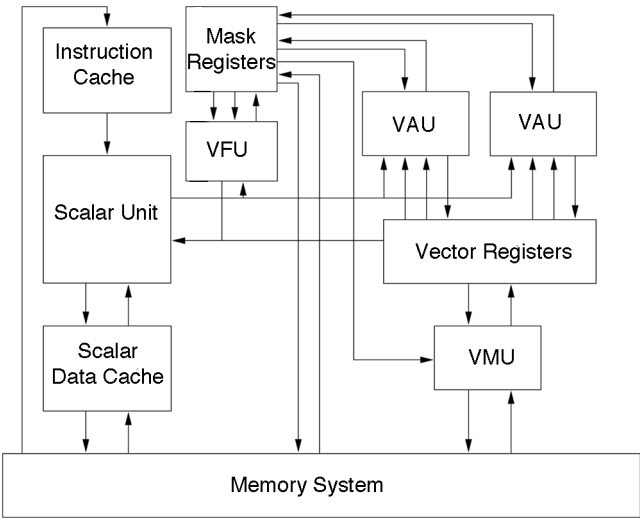 Instruction
Cache
Mask
Registers
VAU
VAU
VFU
Scalar Unit
Vector Registers
Scalar
Data Cache
VMU
Memory System